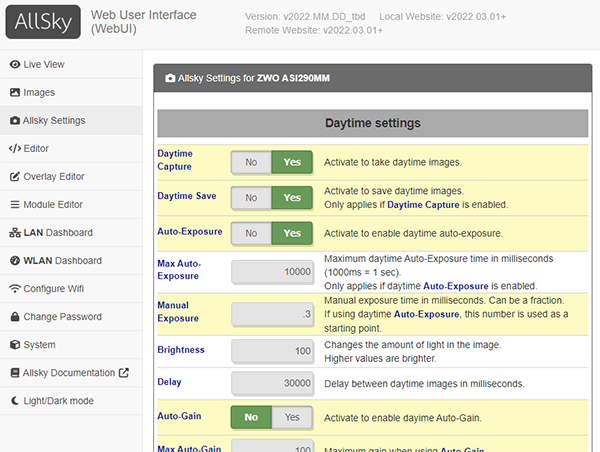 AllSky
Web User Interface
(WebUI)
Version: v2022.MM.DD_tbd Local Website: v2022.03.01+
Remote Website: v2022.03.01+
Live View
Images
Allsky Settings
Editor
Overlay Editor
Module Editor
LAN Dashboard
WLAN Dashboard
Configure Wifi
Change Password
System
Allsky Documentation
Light/Dark mode
Allsky Settings for ZWO ASI290MM
Daytime settings
Daytime
Capture
No Yes
Activate to take daytime images.
Daytime Save
No Yes
Activate to save daytime images.
Only applies if Daytime Capture is enabled.
Auto-Exposure
No Yes
Activate to enable daytime auto-exposure.
Max Auto-
Exposure
10000
Maximum daytime Auto-Exposure time in milliseconds
(1000ms = 1 sec).
Only applies if daytime Auto-Exposure is enabled.
Manual
Exposure
.3
Manual exposure time in milliseconds. Can be a fraction.
If using daytime Auto-Exposure, this number is used as a
starting point.
Brightness
100
Changes the amount of light in the image.
Higher values are brighter.
Delay
30000
Delay between daytime images in milliseconds.
Auto-Gain
No Yes
Activate to enable dayime Auto-Gain.
Max Auto-Gain
100
Maximum gain when using Auto-Gain